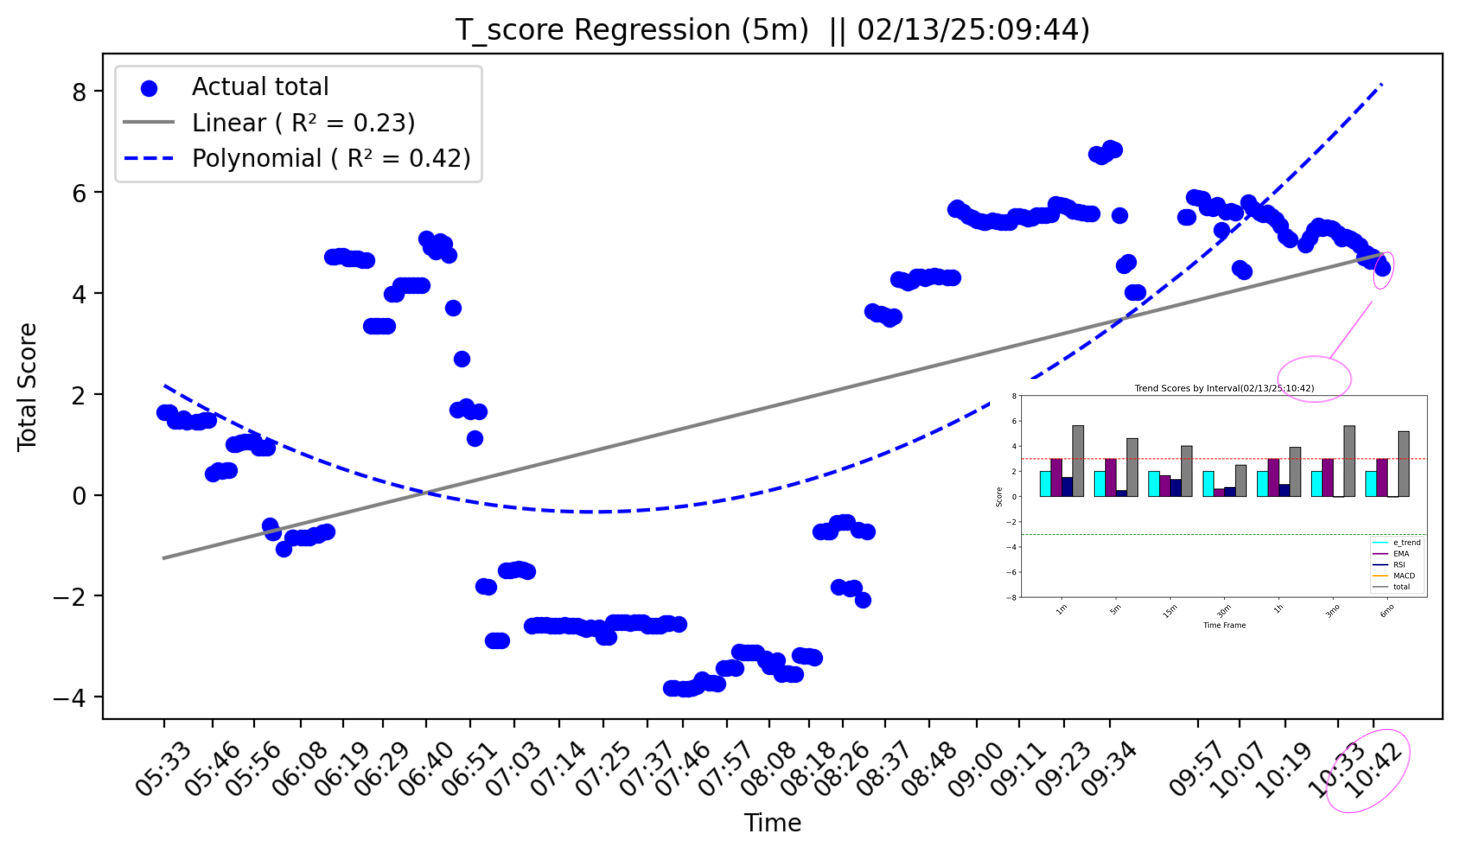 T_score Regression (5m)  || 02/13/25:09:44)
Actual total
Linear ( R² = 0.23)
Polynomial ( R² = 0.42)
Total Score
8
6
4
2
0
−2
−4
05:33
05:46
05:56
06:08
06:19
06:29
06:40
06:51
07:03
07:14
07:25
07:37
07:46
07:57
08:08
08:18
08:26
08:37
08:48
09:00
09:11
09:23
09:34
09:57
10:07
10:19
10:33
10:42
Time
Trend Scores by Interval(02/13/25:10:42)
Score
8
6
4
2
0
−2
−4
−6
−8
e_trend
EMA
RSI
MACD
total
1m
5m
15m
30m
1h
3mo
6mo
Time Frame